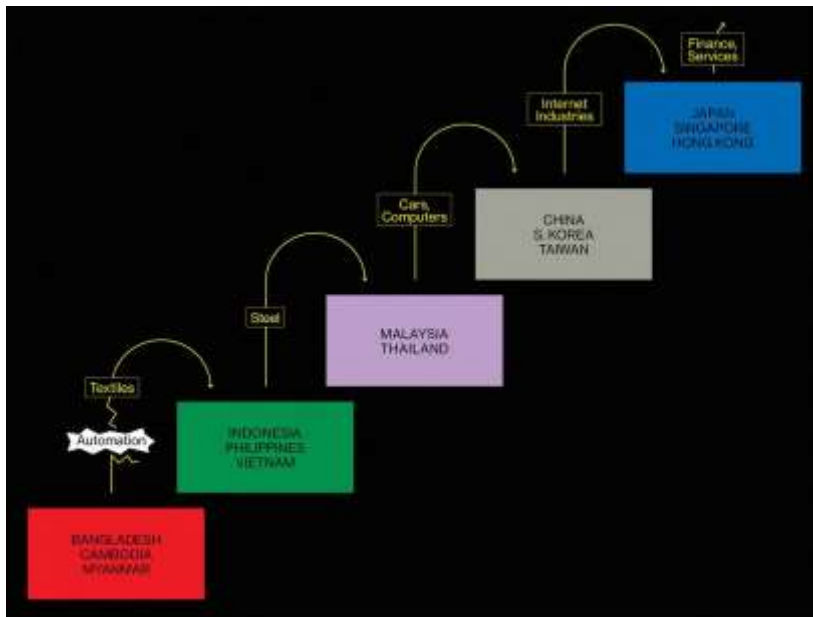 Finance,
Services
JAPAN
SINGAPORE
HONG KONG
Internet
Industries
CHINA
S. KOREA
TAIWAN
Cars,
Computers
MALAYSIA
THAILAND
Steel
INDONESIA
PHILIPPINES
VIETNAM
Textiles
Automation
BANGLADESH
CAMBODIA
MYANMAR